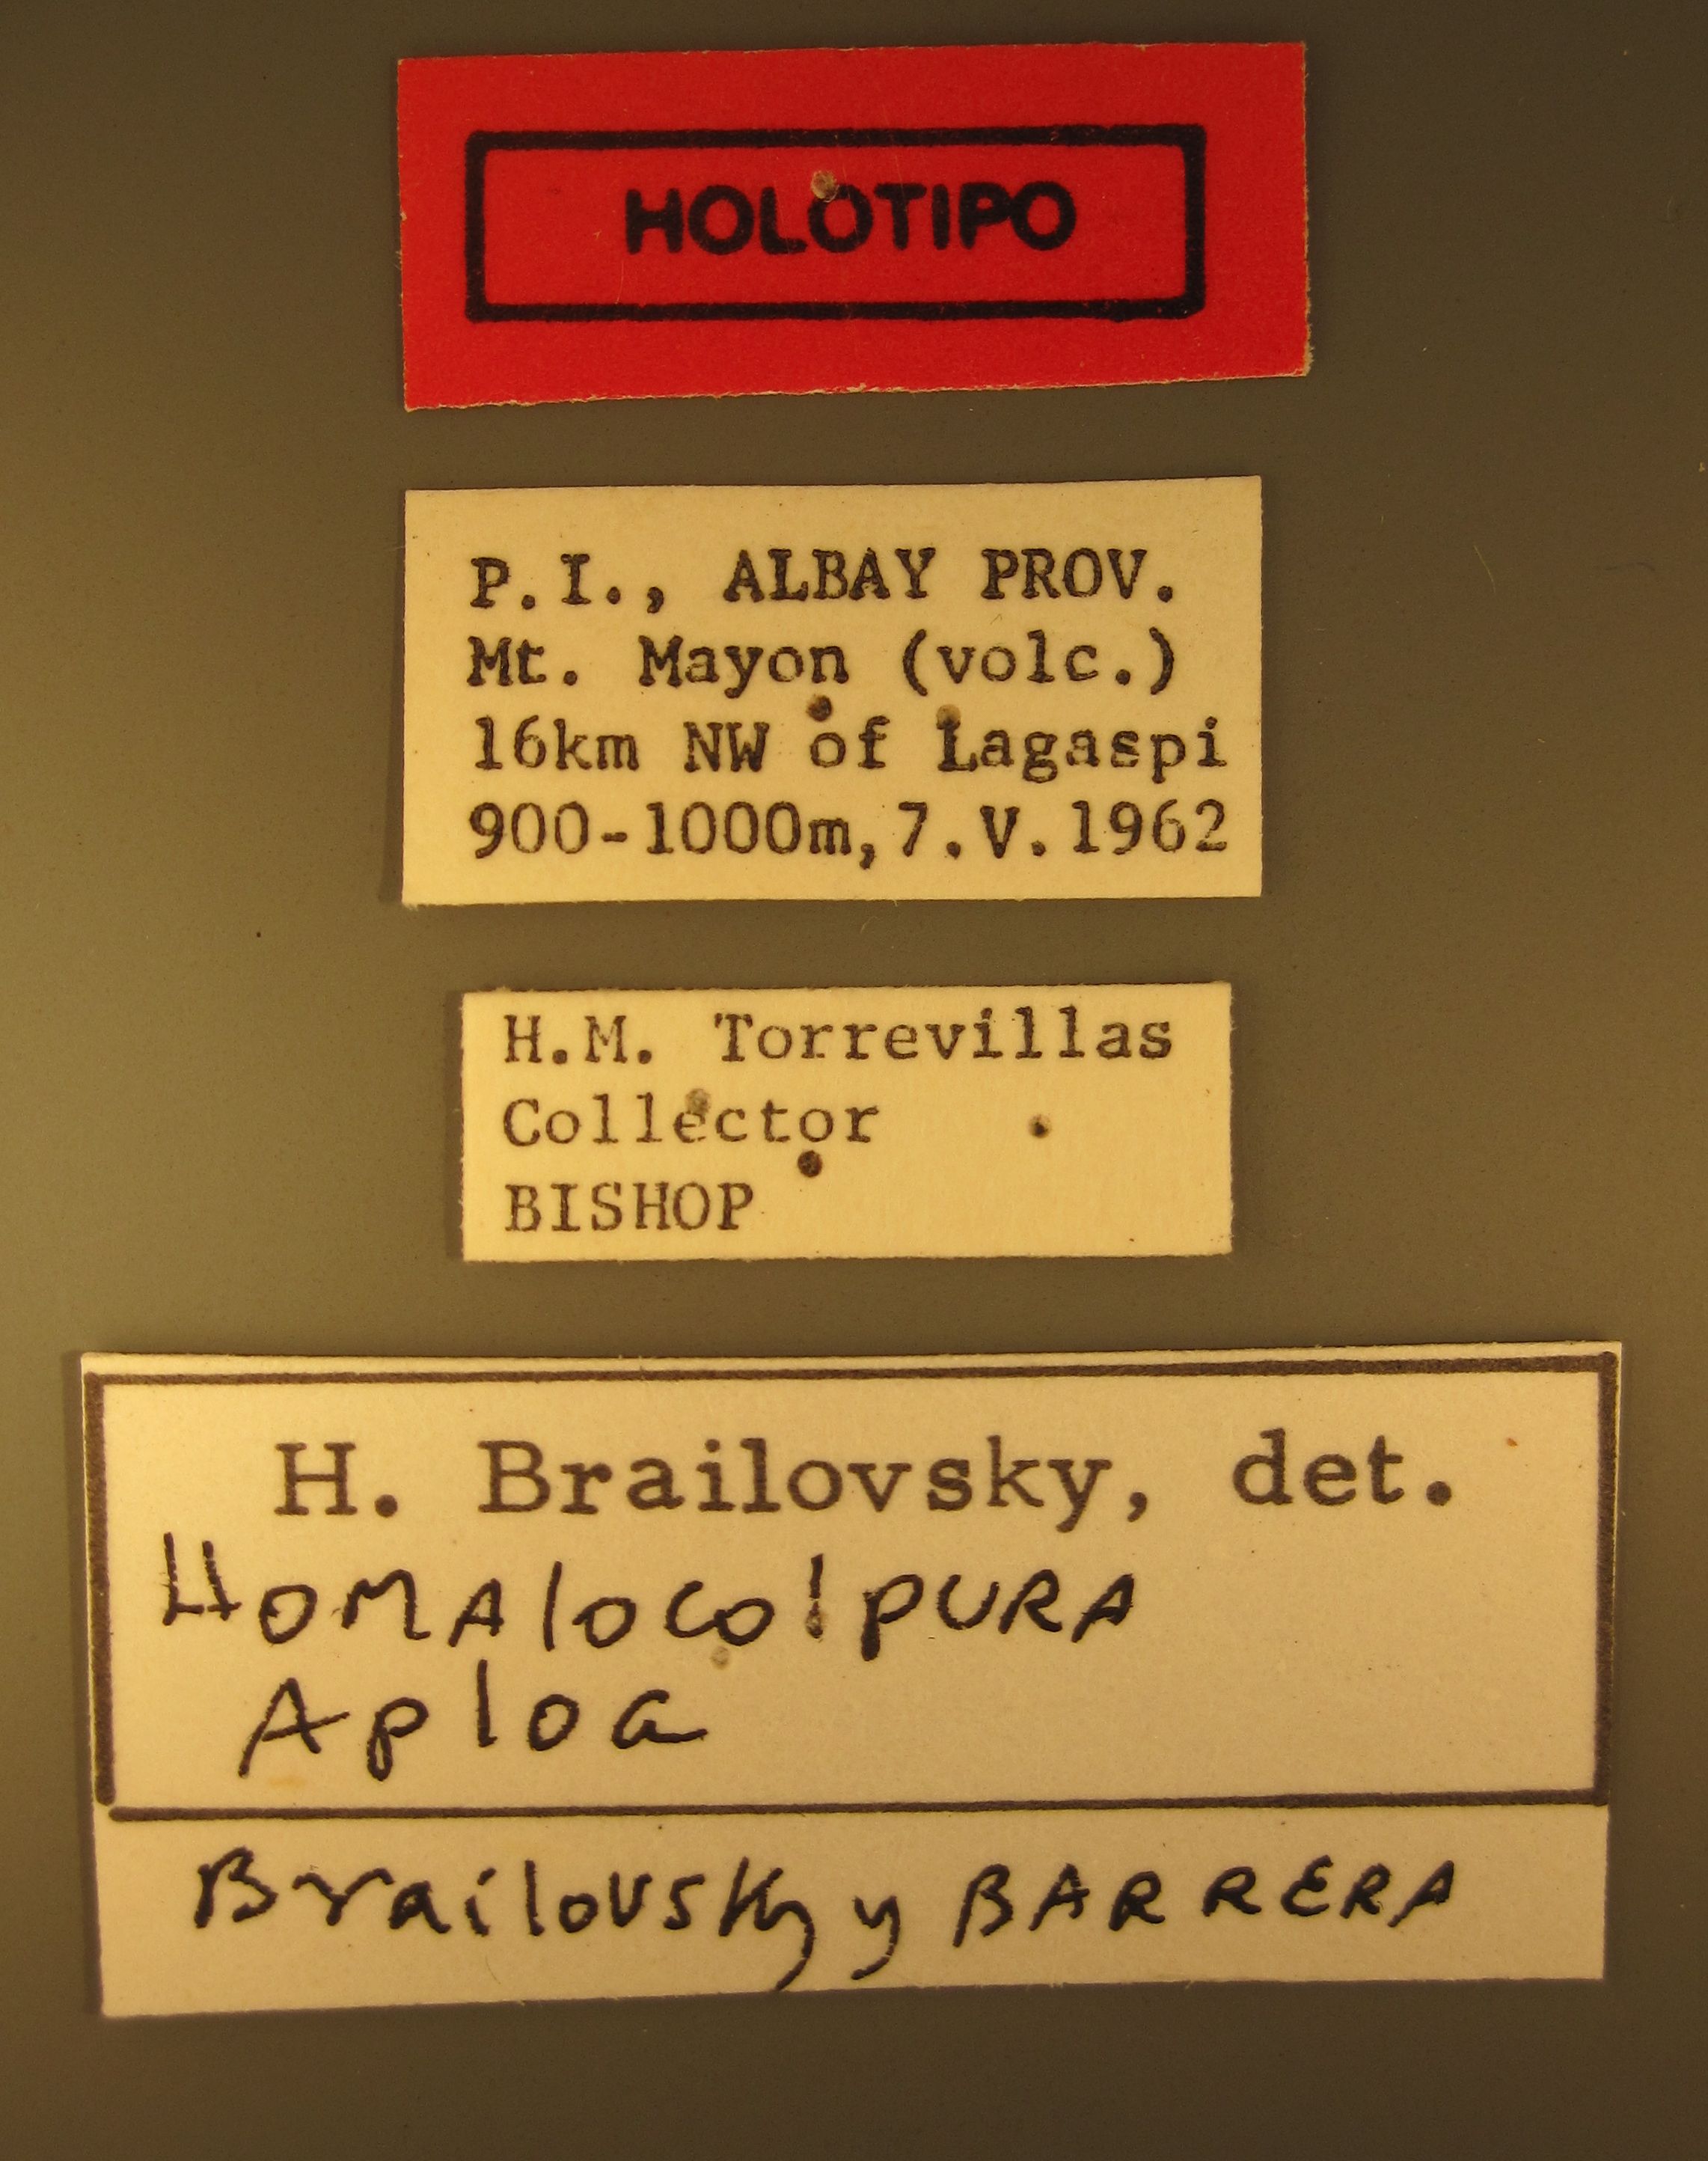 HOLOTIPO
P.I., ALBAY PROV.
Mt. Mayon (volc.)
16km NW of Lagaspi
900-1000m,7.V.1962
H.M. Torrevillas
Collector
BISHOP
H. Brailovsky, det.
HOMAlocolpURA
Aploa
Brailovsky y BARRERA